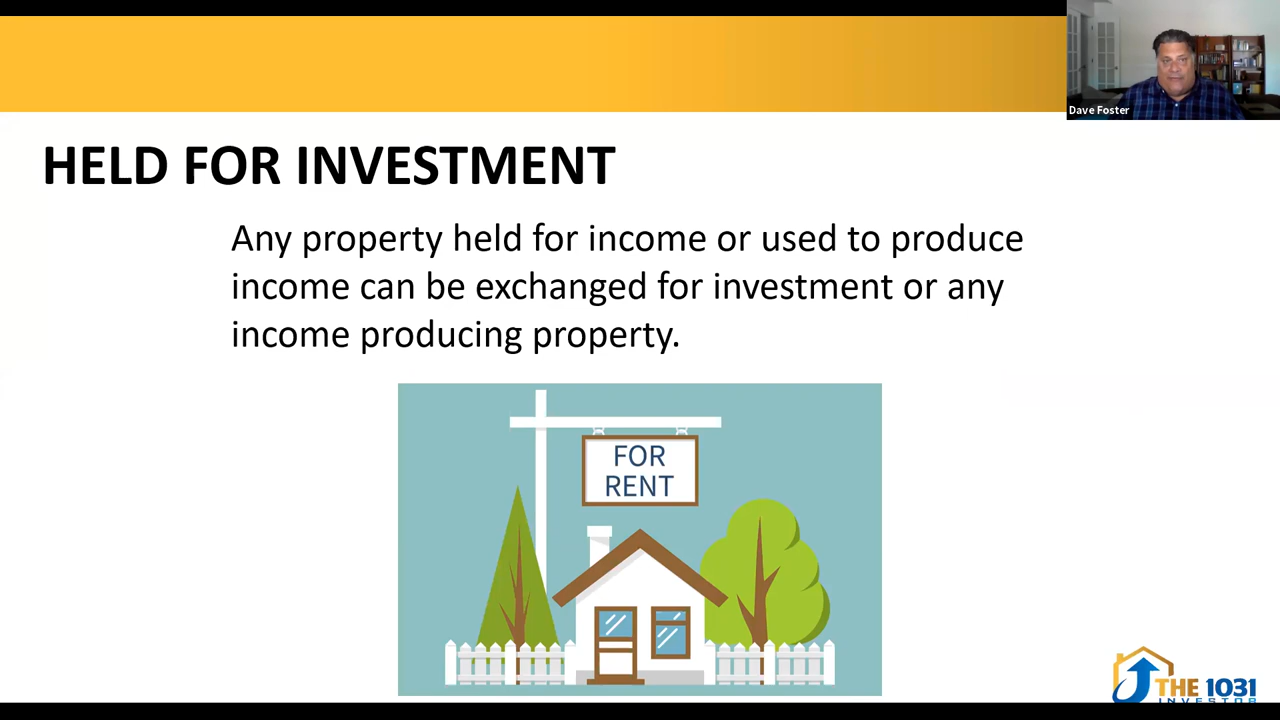 Dave Foster
HELD FOR INVESTMENT
Any property held for income or used to produce
income can be exchanged for investment or any
income producing property.
FOR
RENT
THE 1031
INVESTOR